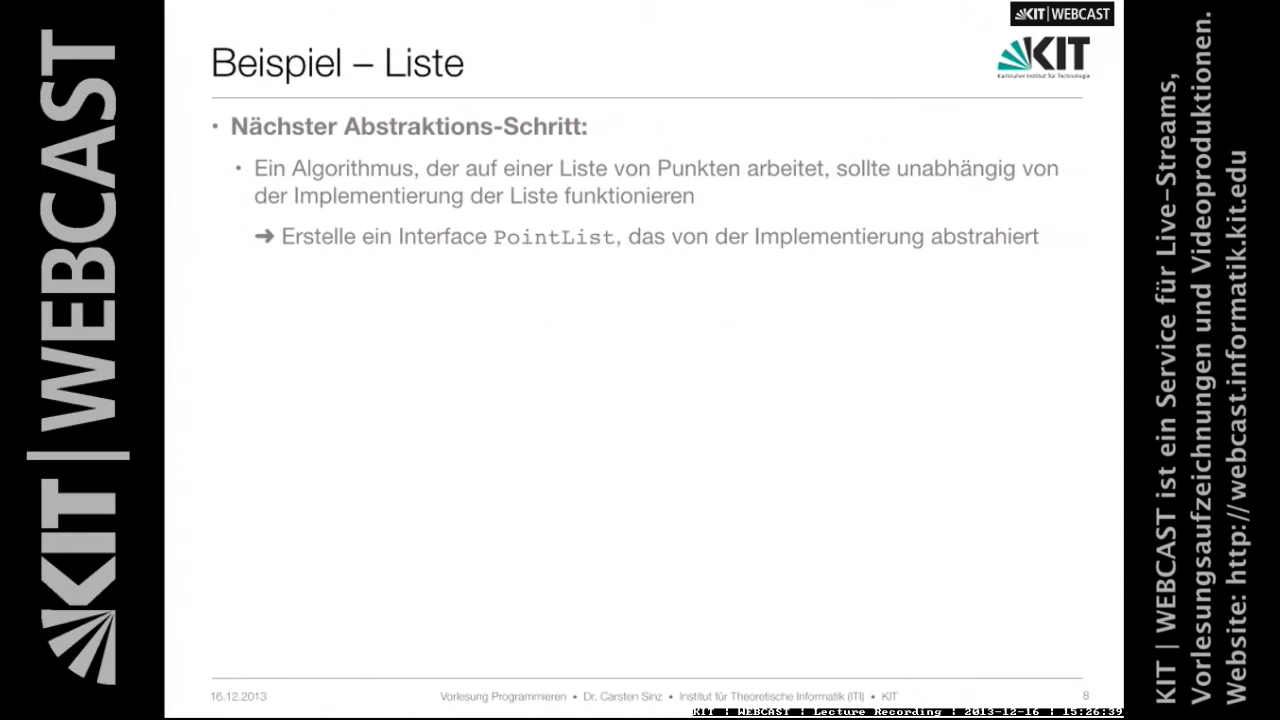 KIT | WEBCAST
KIT | WEBCAST
Beispiel – Liste
KIT
Karlsruher Institut für Technologie
• Nächster Abstraktions-Schritt:
• Ein Algorithmus, der auf einer Liste von Punkten arbeitet, sollte unabhängig von
der Implementierung der Liste funktionieren
➜ Erstelle ein Interface PointList, das von der Implementierung abstrahiert
16.12.2013
Vorlesung Programmieren • Dr. Carsten Sinz • Institut für Theoretische Informatik (ITI) • KIT
8
KIT : WEBCAST : Lecture Recording : 2013-12-16 : 15:26:39
KIT | WEBCAST ist ein Service für Live-Streams,
Vorlesungsaufzeichnungen und Videoproduktionen.
Website: http://webcast.informatik.kit.edu